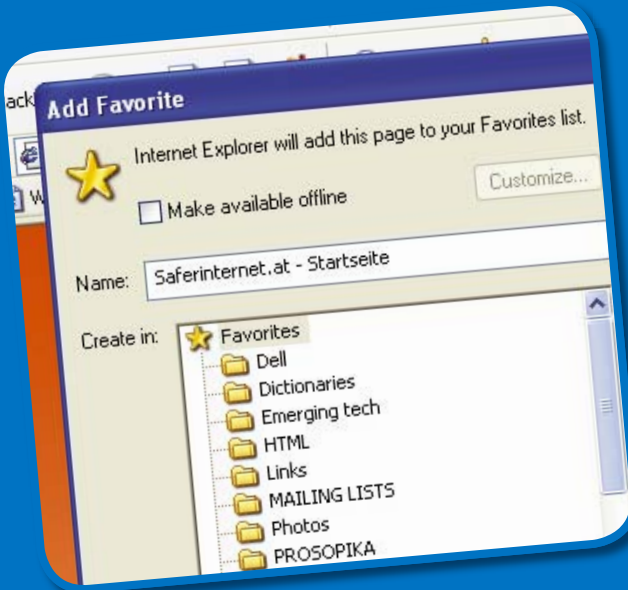 ack
Add Favorite
Internet Explorer will add this page to your Favorites list.
Make available offline
Customize...
Name:
Saferinternet.at - Startseite
Create in:
Favorites
Dell
Dictionaries
Emerging tech
HTML
Links
MAILING LISTS
Photos
PROSOPIKA